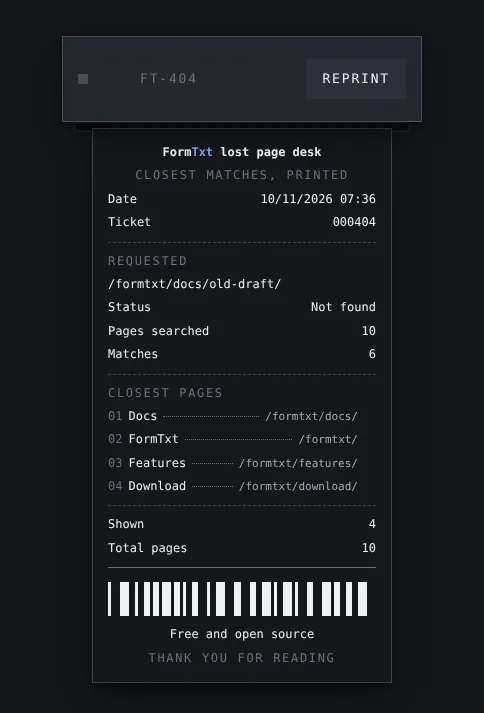 FT-404 REPRINT
FormTxt lost page desk
CLOSEST MATCHES, PRINTED
Date 10/11/2026 07:36
Ticket 000404
REQUESTED
/formtxt/docs/old-draft/
Status Not found
Pages searched 10
Matches 6
CLOSEST PAGES
01 Docs /formtxt/docs/
02 FormTxt /formtxt/
03 Features /formtxt/features/
04 Download /formtxt/download/
Shown 4
Total pages 10
Free and open source
THANK YOU FOR READING